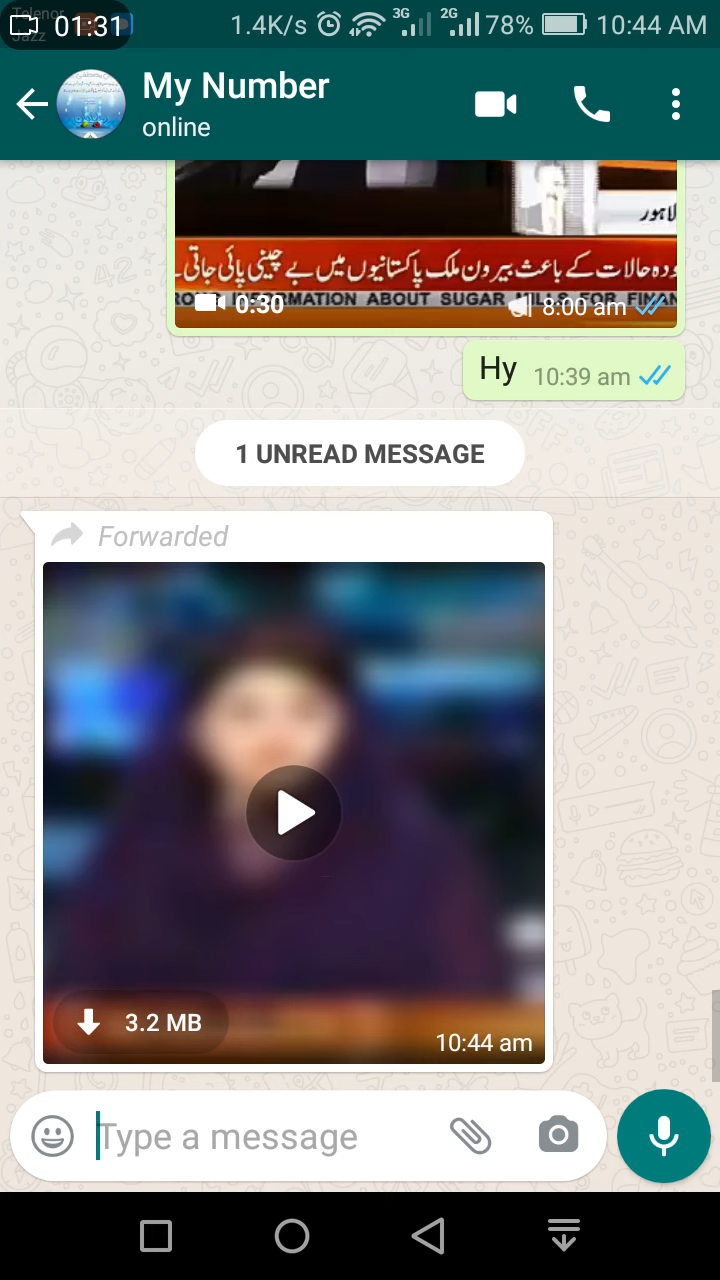 Telenor
Jazz
01:31 1.4K/s 3G 2G 78% 10:44 AM
My Number
online
لاہور
ودہ حالات کے باعث بیرون ملک پاکستانیوں میں بے چینی پائی جاتی
MATION ABOUT SUGAR FOR
0:30 8:00 am
Hy 10:39 am
1 UNREAD MESSAGE
Forwarded
3.2 MB
10:44 am
Type a message